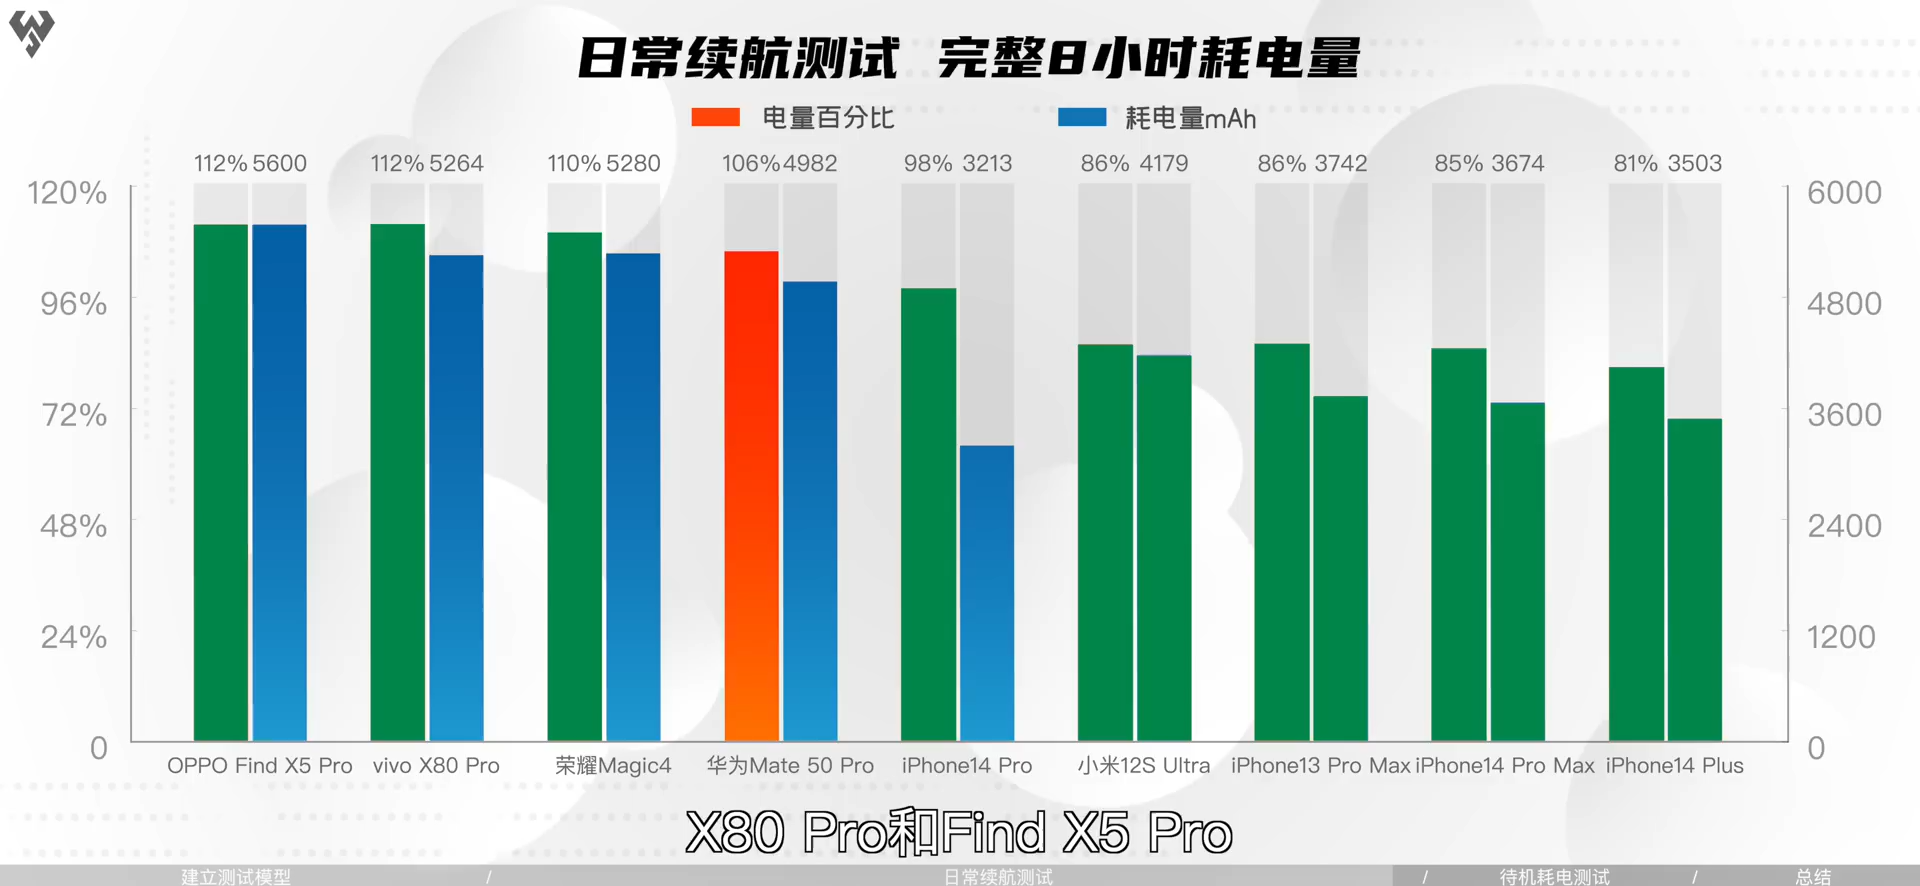 日常续航测试 完整8小时耗电量
电量百分比 耗电量mAh
112% 5600 112% 5264 110% 5280 106% 4982 98% 3213 86% 4179 86% 3742 85% 3674 81% 3503
120% 6000
96% 4800
72% 3600
48% 2400
24% 1200
0 0
OPPO Find X5 Pro vivo X80 Pro 荣耀Magic4 华为Mate 50 Pro iPhone14 Pro 小米12S Ultra iPhone13 Pro Max iPhone14 Pro Max iPhone14 Plus
X80 Pro和Find X5 Pro
建立测试模型 / 日常续航测试 / 待机耗电测试 / 总结